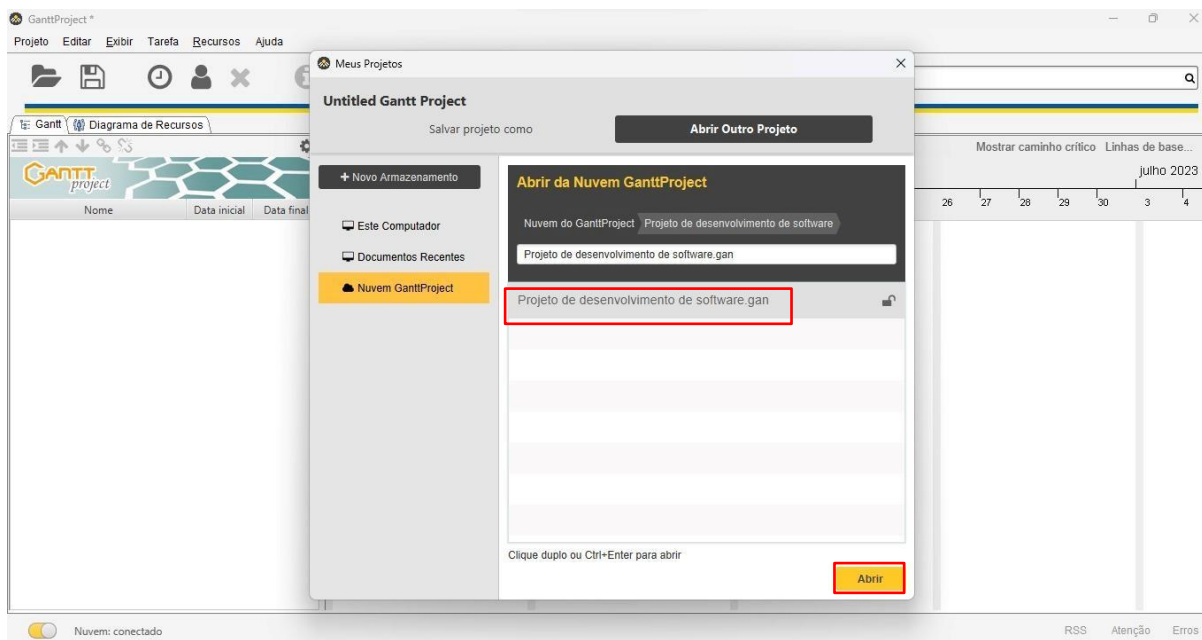 GanttProject *
Projeto Editar Exibir Tarefa Recursos Ajuda
Meus Projetos
Untitled Gantt Project
Salvar projeto como
Abrir Outro Projeto
Gantt
Diagrama de Recursos
Mostrar caminho crítico Linhas de base...
GANTT
project
julho 2023
Nome Data inicial Data final
26 27 28 29 30 3 4
+ Novo Armazenamento
Este Computador
Documentos Recentes
Nuvem GanttProject
Abrir da Nuvem GanttProject
Nuvem do GanttProject Projeto de desenvolvimento de software
Projeto de desenvolvimento de software.gan
Projeto de desenvolvimento de software.gan
Clique duplo ou Ctrl+Enter para abrir
Abrir
Nuvem: conectado
RSS Atenção Erros